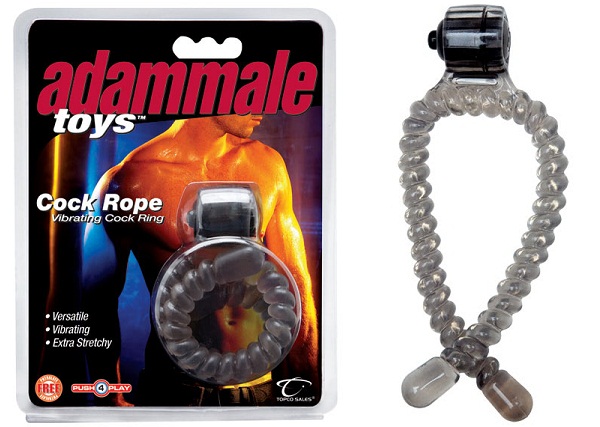 adammale
toys™
Cock Rope
Vibrating Cock Ring
• Versatile
• Vibrating
• Extra Stretchy
FREE
PUSH 4 PLAY
TOPCO SALES